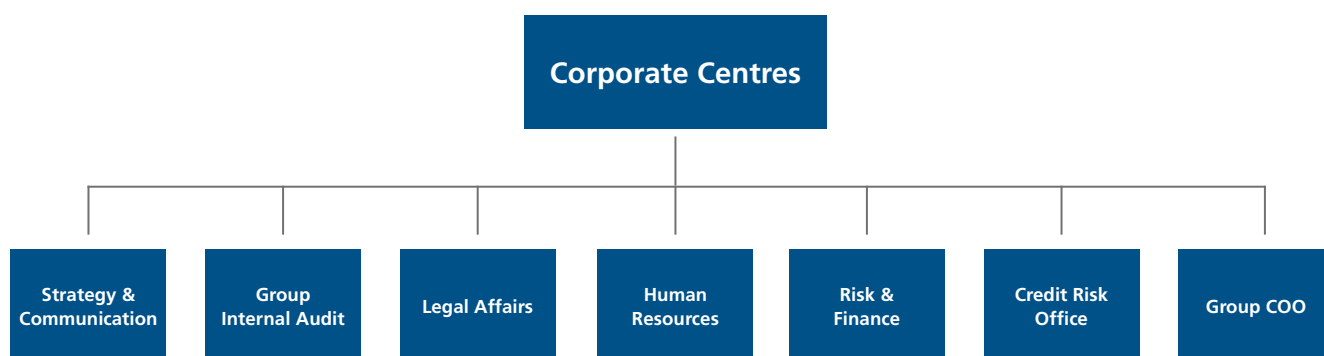 Corporate Centres
Strategy &
Communication
Group
Internal Audit
Legal Affairs
Human
Resources
Risk &
Finance
Credit Risk
Office
Group COO